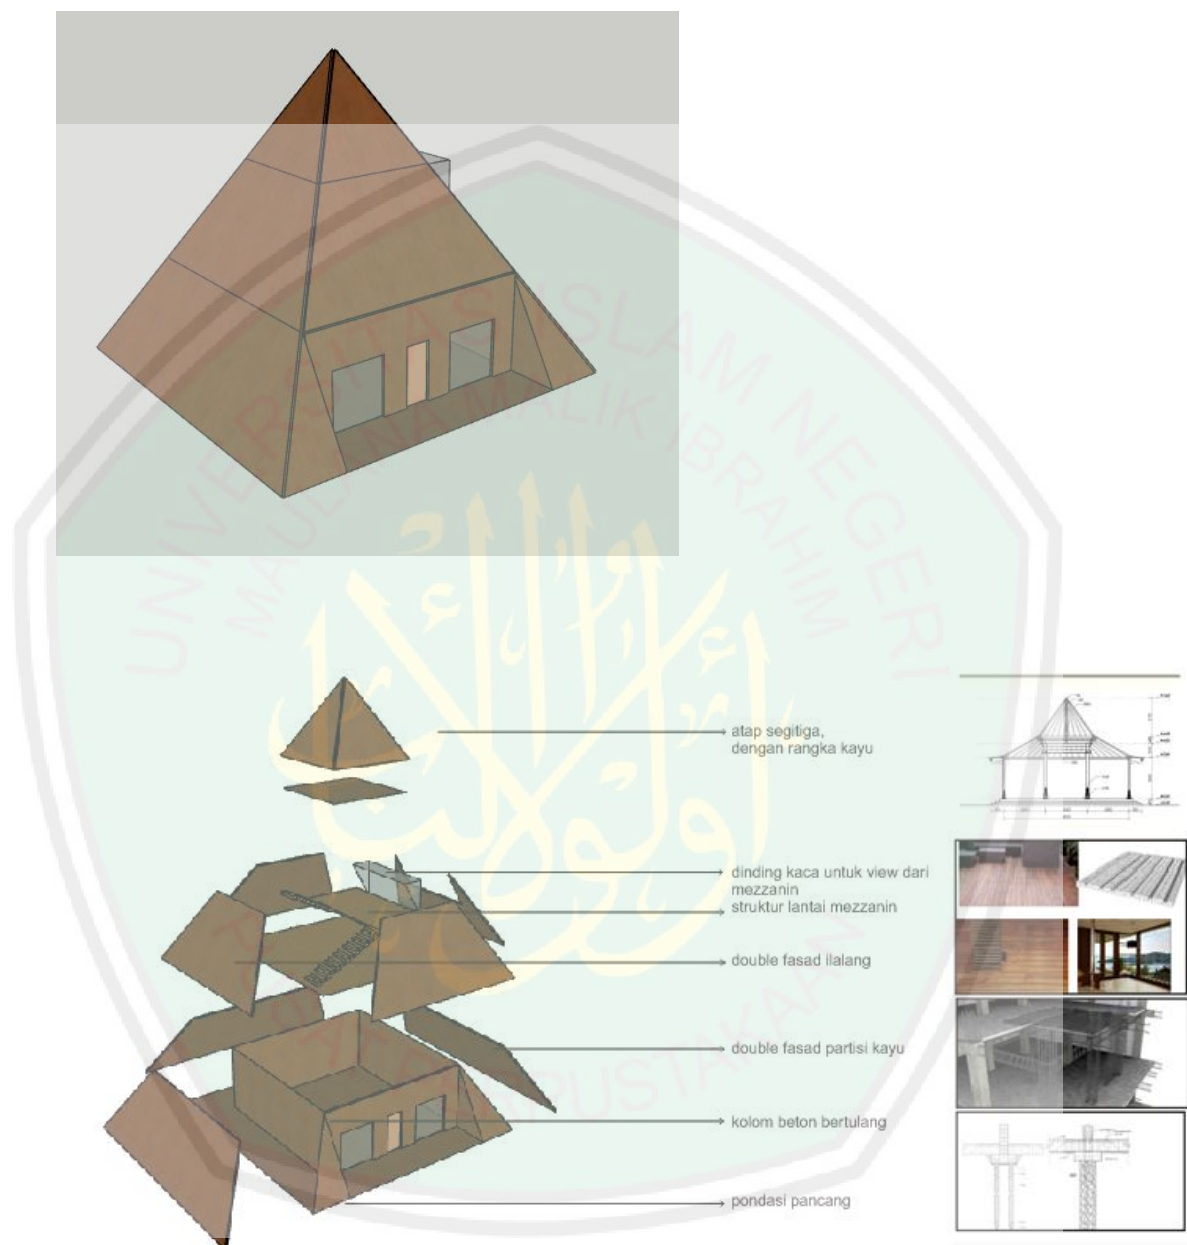 UNIVERSITAS ISLAM NEGERI
MAULANA MALIK IBRAHIM
atap segitiga,
dengan rangka kayu
dinding kaca untuk view dari
mezzanin
struktur lantai mezzanin
double fasad ilalang
double fasad partisi kayu
PUSAT PERPUSTAKAAN
kolom beton bertulang
pondasi pancang